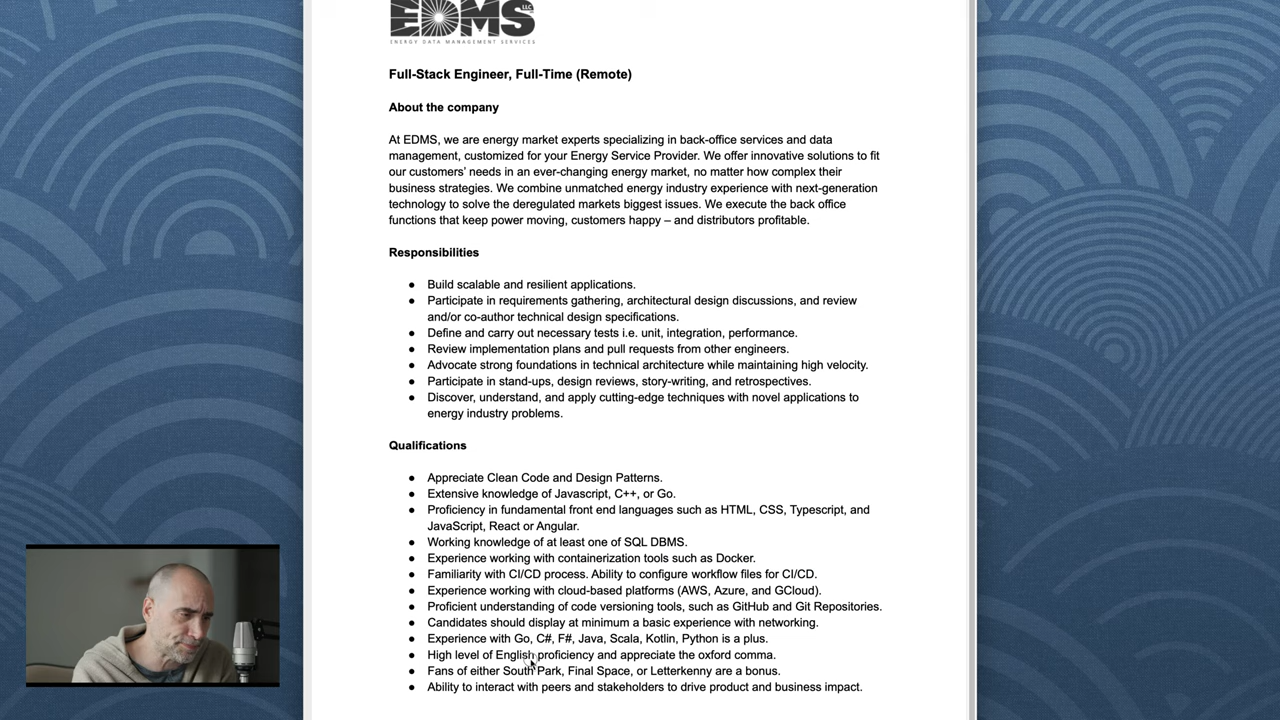 EDMS LLC
ENERGY DATA MANAGEMENT SERVICES
Full-Stack Engineer, Full-Time (Remote)
About the company
At EDMS, we are energy market experts specializing in back-office services and data
management, customized for your Energy Service Provider. We offer innovative solutions to fit
our customers' needs in an ever-changing energy market, no matter how complex their
business strategies. We combine unmatched energy industry experience with next-generation
technology to solve the deregulated markets biggest issues. We execute the back office
functions that keep power moving, customers happy – and distributors profitable.
Responsibilities
● Build scalable and resilient applications.
● Participate in requirements gathering, architectural design discussions, and review
and/or co-author technical design specifications.
● Define and carry out necessary tests i.e. unit, integration, performance.
● Review implementation plans and pull requests from other engineers.
● Advocate strong foundations in technical architecture while maintaining high velocity.
● Participate in stand-ups, design reviews, story-writing, and retrospectives.
● Discover, understand, and apply cutting-edge techniques with novel applications to
energy industry problems.
Qualifications
● Appreciate Clean Code and Design Patterns.
● Extensive knowledge of Javascript, C++, or Go.
● Proficiency in fundamental front end languages such as HTML, CSS, Typescript, and
JavaScript, React or Angular.
● Working knowledge of at least one of SQL DBMS.
● Experience working with containerization tools such as Docker.
● Familiarity with CI/CD process. Ability to configure workflow files for CI/CD.
● Experience working with cloud-based platforms (AWS, Azure, and GCloud).
● Proficient understanding of code versioning tools, such as GitHub and Git Repositories.
● Candidates should display at minimum a basic experience with networking.
● Experience with Go, C#, F#, Java, Scala, Kotlin, Python is a plus.
● High level of English proficiency and appreciate the oxford comma.
● Fans of either South Park, Final Space, or Letterkenny are a bonus.
● Ability to interact with peers and stakeholders to drive product and business impact.